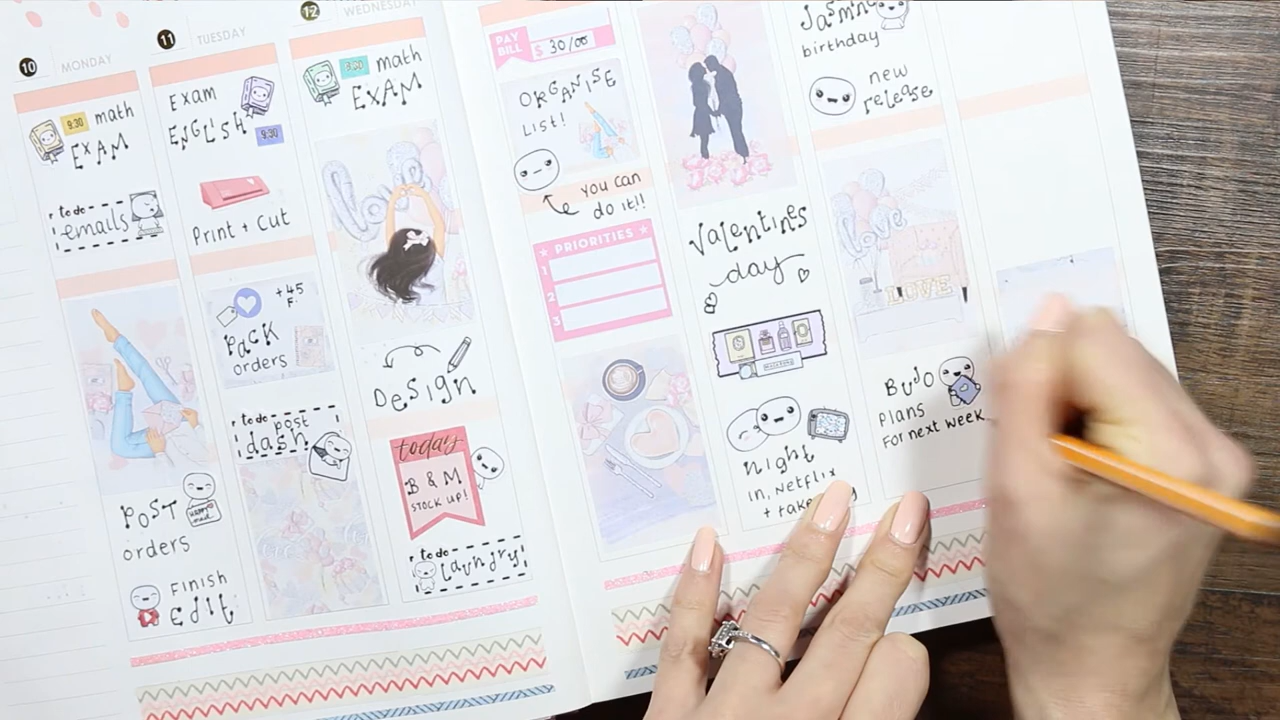 10
MONDAY
9:30 math
EXAM
to do
emails
Post
orders
Finish
Edit
11
TUESDAY
Exam
ENGLISH
9:30
Print + Cut
+45
F.
Pack
orders
to do post
dash
12
WEDNESDAY
9:30 math
EXAM
love
Design
today
B & M
STOCK UP!
to do
laundry
PAY
BILL
$ 30/00
ORGANISE
LIST!
you can
do it!!
PRIORITIES
1
2
3
Valentines
day
night
in, Netflix
+ take
birthday
new
release
love
LOVE
BuJo
Plans
For next week